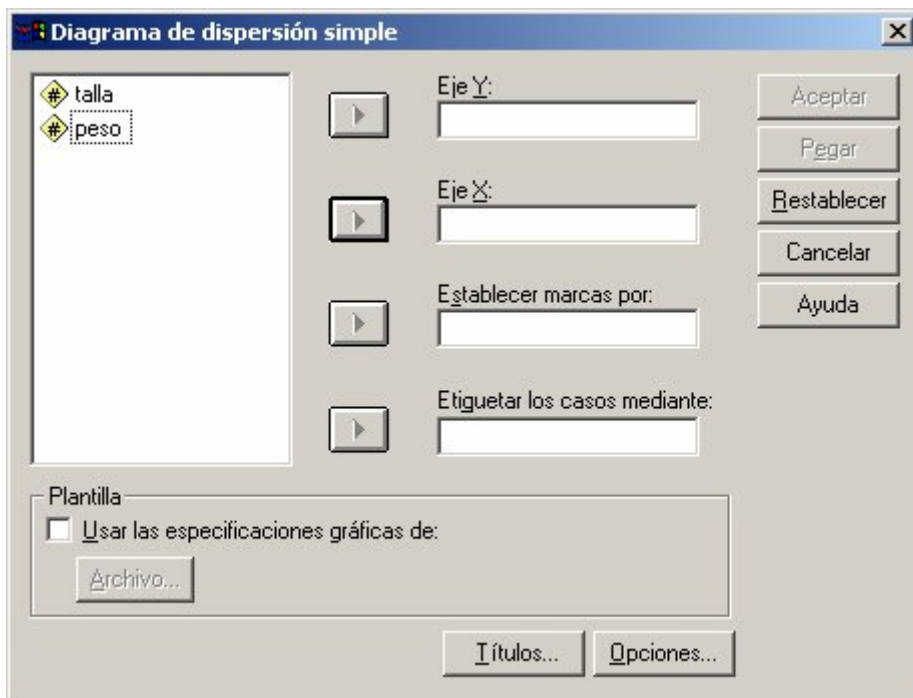 Diagrama de dispersión simple
talla
peso
Eje Y:
Eje X:
Establecer marcas por:
Etiquetar los casos mediante:
Aceptar
Pegar
Restablecer
Cancelar
Ayuda
Plantilla
Usar las especificaciones gráficas de:
Archivo...
Títulos...
Opciones...